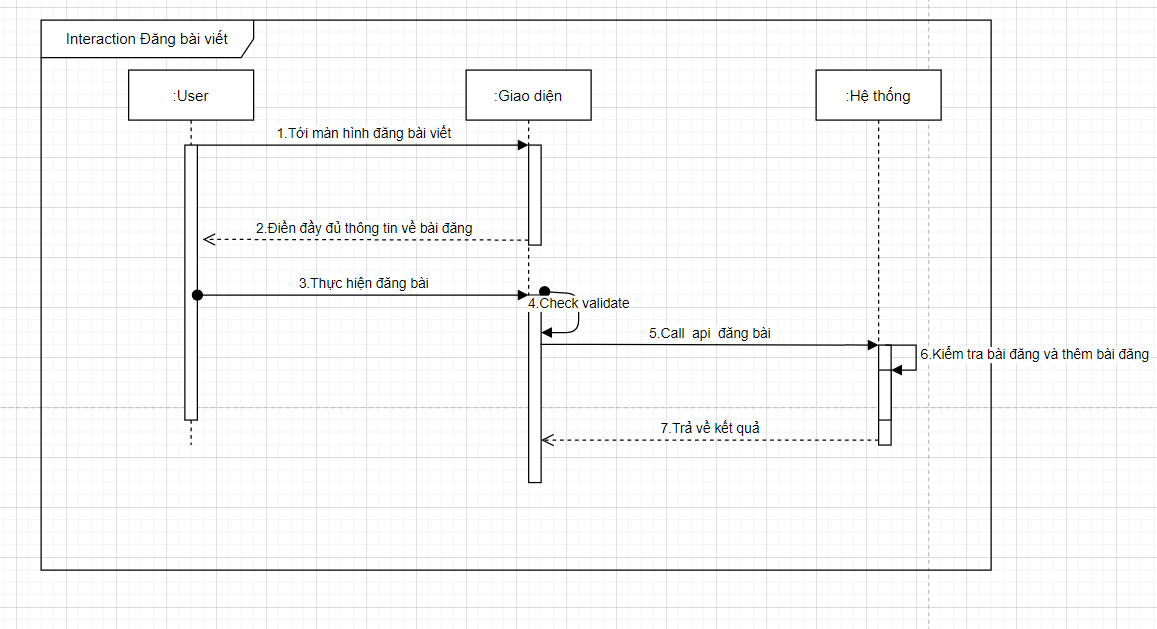 Interaction Đăng bài viết
:User
:Giao diện
:Hệ thống
1.Tới màn hình đăng bài viết
2.Điền đầy đủ thông tin về bài đăng
3.Thực hiện đăng bài
4.Check validate
5.Call api đăng bài
6.Kiểm tra bài đăng và thêm bài đăng
7.Trả về kết quả